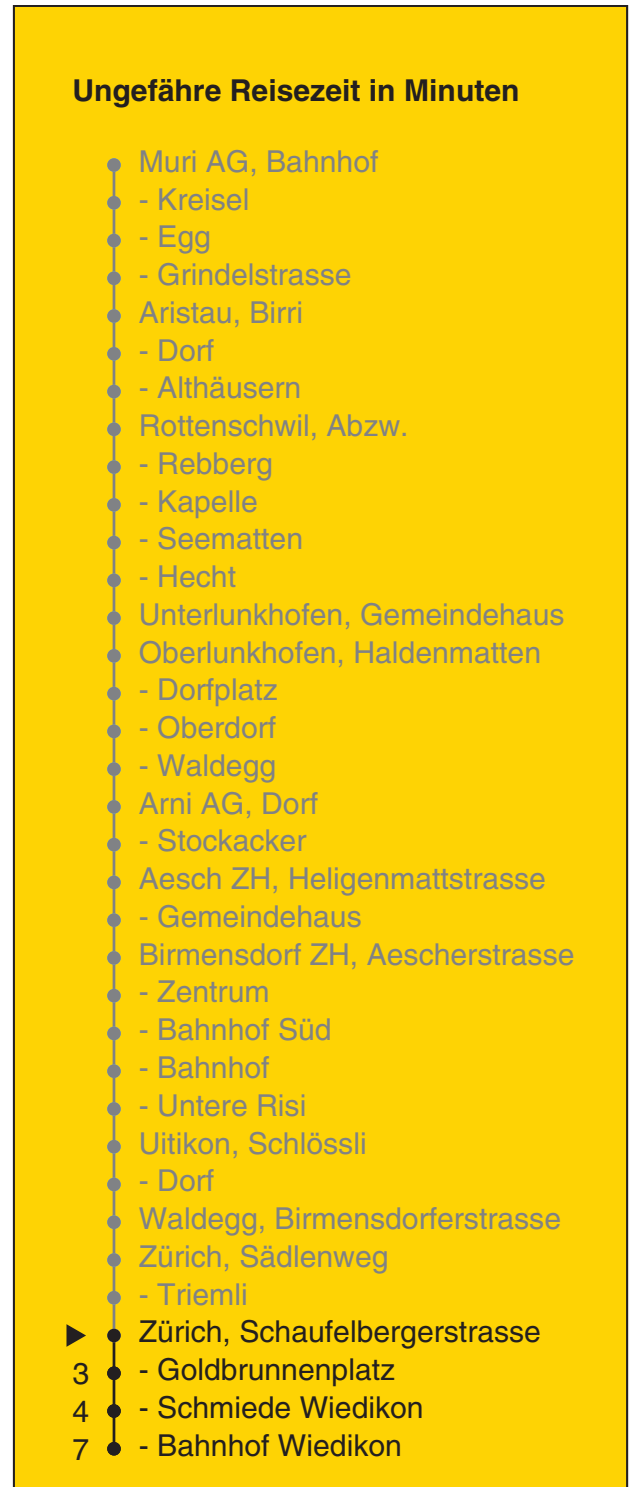 Ungefähre Reisezeit in Minuten
Muri AG, Bahnhof
- Kreisel
- Egg
- Grindelstrasse
Aristau, Birri
- Dorf
- Althäusern
Rottenschwil, Abzw.
- Rebberg
- Kapelle
- Seematten
- Hecht
Unterlunkhofen, Gemeindehaus
Oberlunkhofen, Haldenmatten
- Dorfplatz
- Oberdorf
- Waldegg
Arni AG, Dorf
- Stockacker
Aesch ZH, Heligenmattstrasse
- Gemeindehaus
Birmensdorf ZH, Aescherstrasse
- Zentrum
- Bahnhof Süd
- Bahnhof
- Untere Risi
Uitikon, Schlössli
- Dorf
Waldegg, Birmensdorferstrasse
Zürich, Sädlenweg
- Triemli
Zürich, Schaufelbergerstrasse
3 - Goldbrunnenplatz
4 - Schmiede Wiedikon
7 - Bahnhof Wiedikon